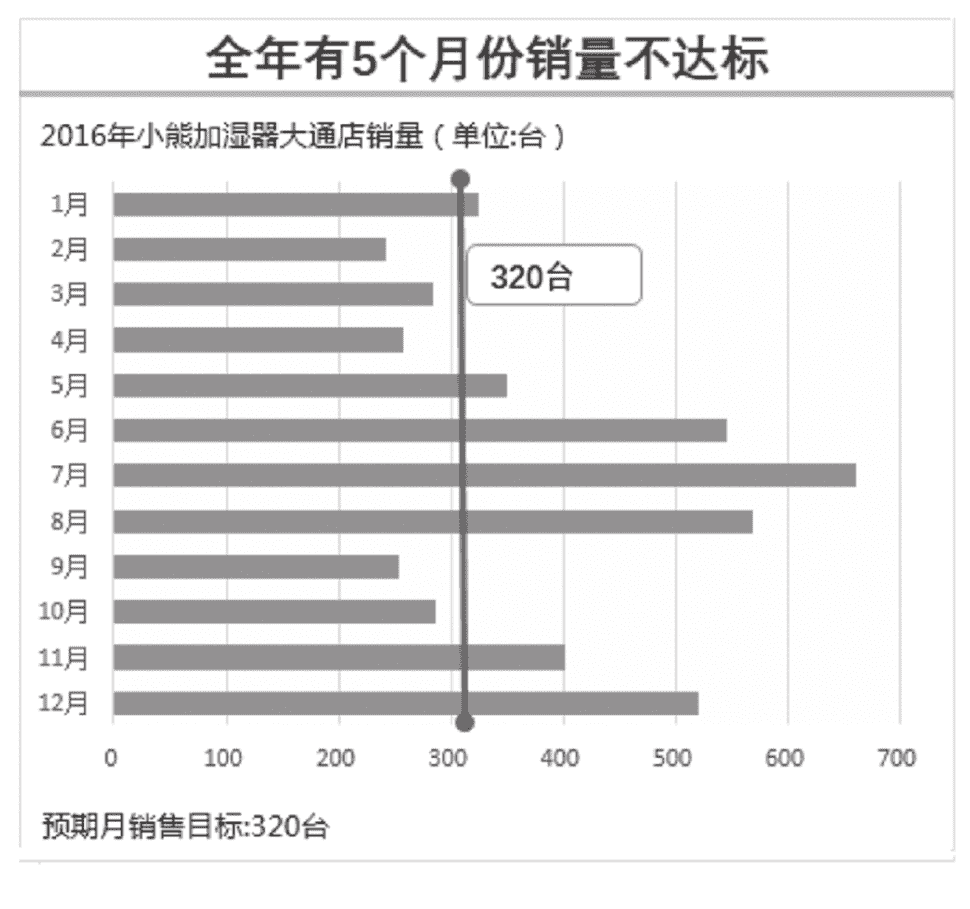 全年有5个月份销量不达标
2016年小熊加湿器大通店销量（单位:台）
1月
2月
320台
3月
4月
5月
6月
7月
8月
9月
10月
11月
12月
0 100 200 300 400 500 600 700
预期月销售目标:320台